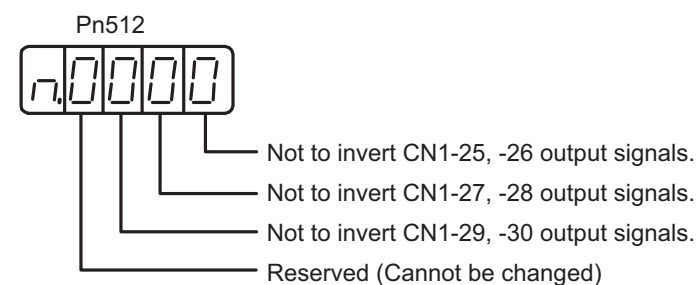 Pn512
n.0000
Not to invert CN1-25, -26 output signals.
Not to invert CN1-27, -28 output signals.
Not to invert CN1-29, -30 output signals.
Reserved (Cannot be changed)